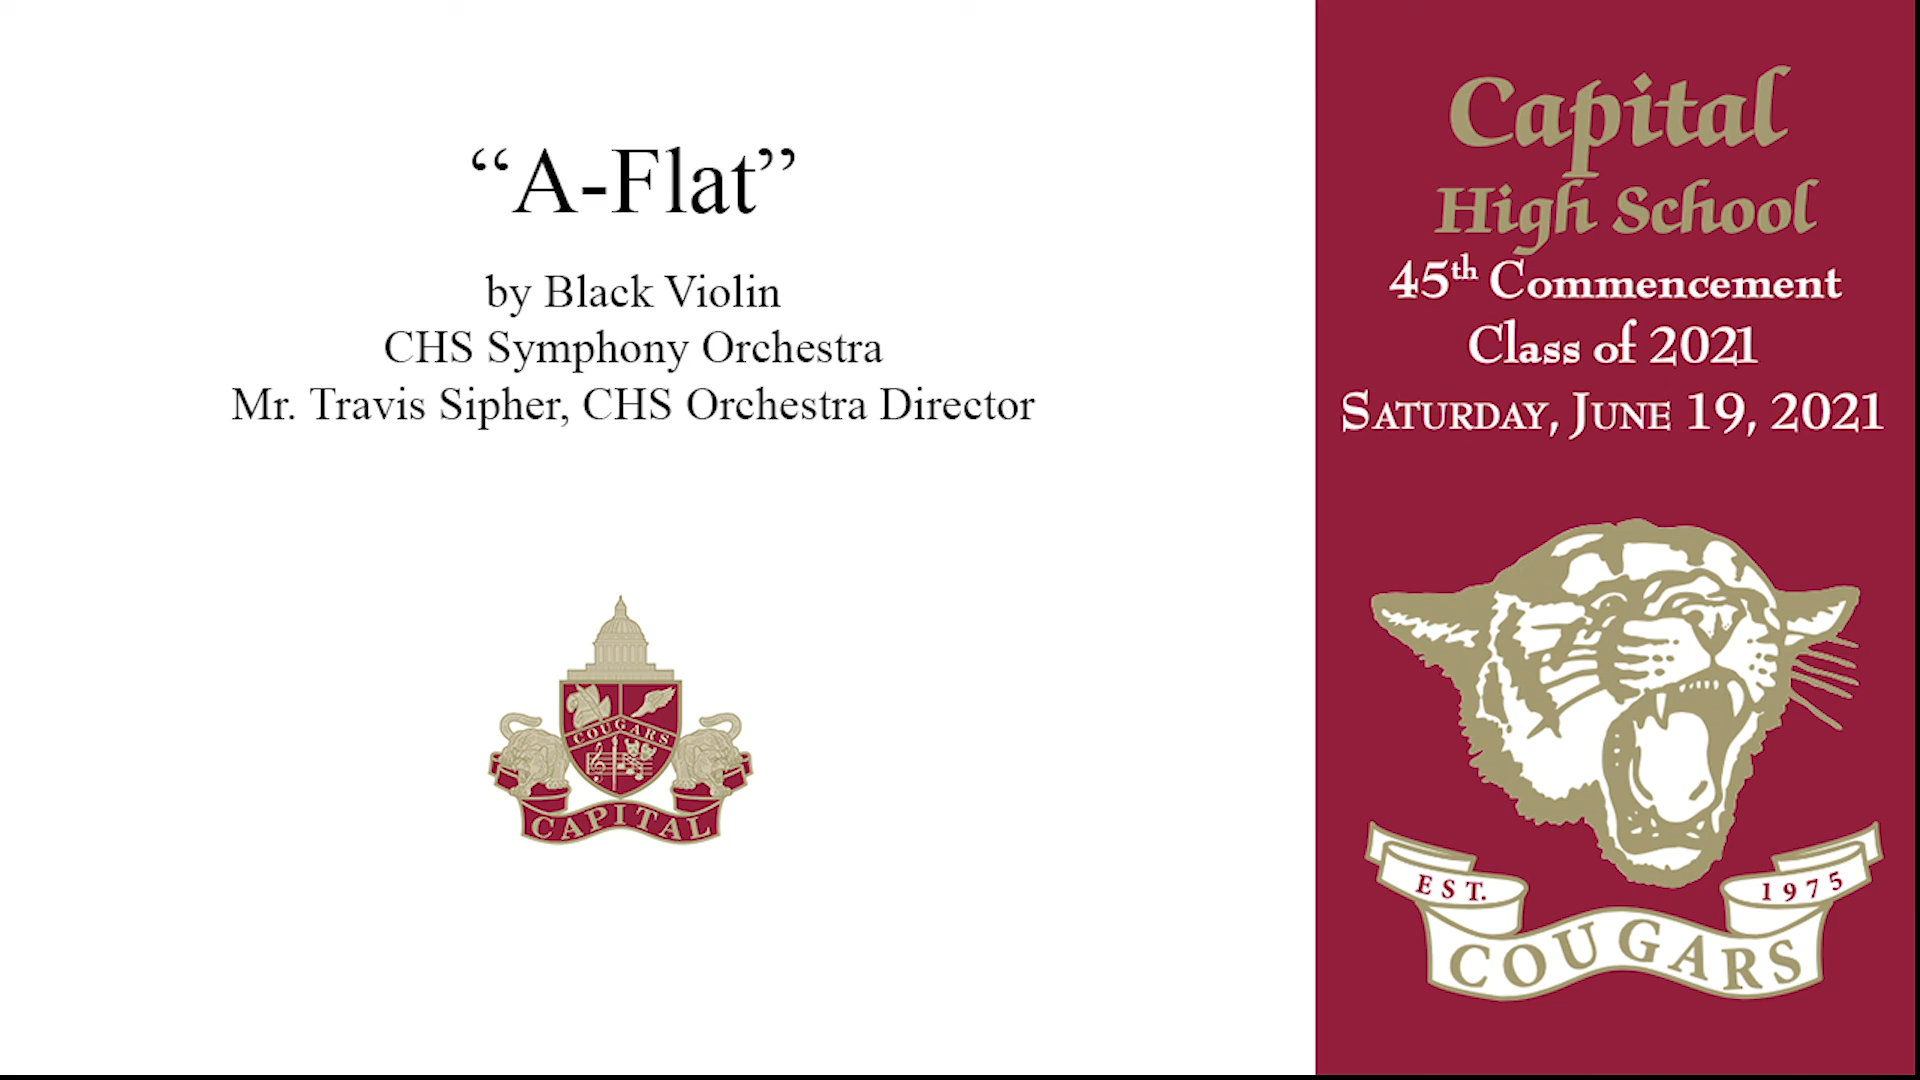 “A-Flat”
by Black Violin
CHS Symphony Orchestra
Mr. Travis Sipher, CHS Orchestra Director
COUGARS
CAPITAL
Capital
High School
45th Commencement
Class of 2021
SATURDAY, JUNE 19, 2021
EST. 1975
COUGARS